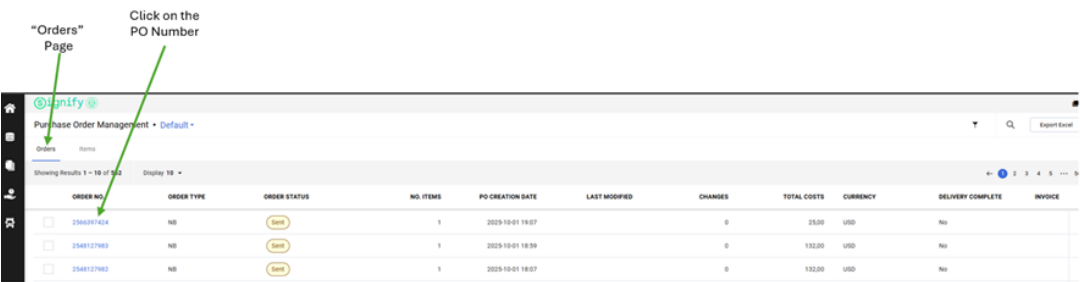 Click on the
PO Number
"Orders"
Page
Signify
Purchase Order Management • Default
Export Excel
Orders Items
Showing Results 1 – 10 of
Display 10
1 2 3 4 5 ...
ORDER NO. ORDER TYPE ORDER STATUS NO. ITEMS PO CREATION DATE LAST MODIFIED CHANGES TOTAL COSTS CURRENCY DELIVERY COMPLETE INVOICE
2566397424 NB Sent 1 2025-10-01 19:07 0 25,00 USD No
2548127983 NB Sent 1 2025-10-01 18:59 0 132,00 USD No
2548127982 NB Sent 1 2025-10-01 18:07 0 132,00 USD No